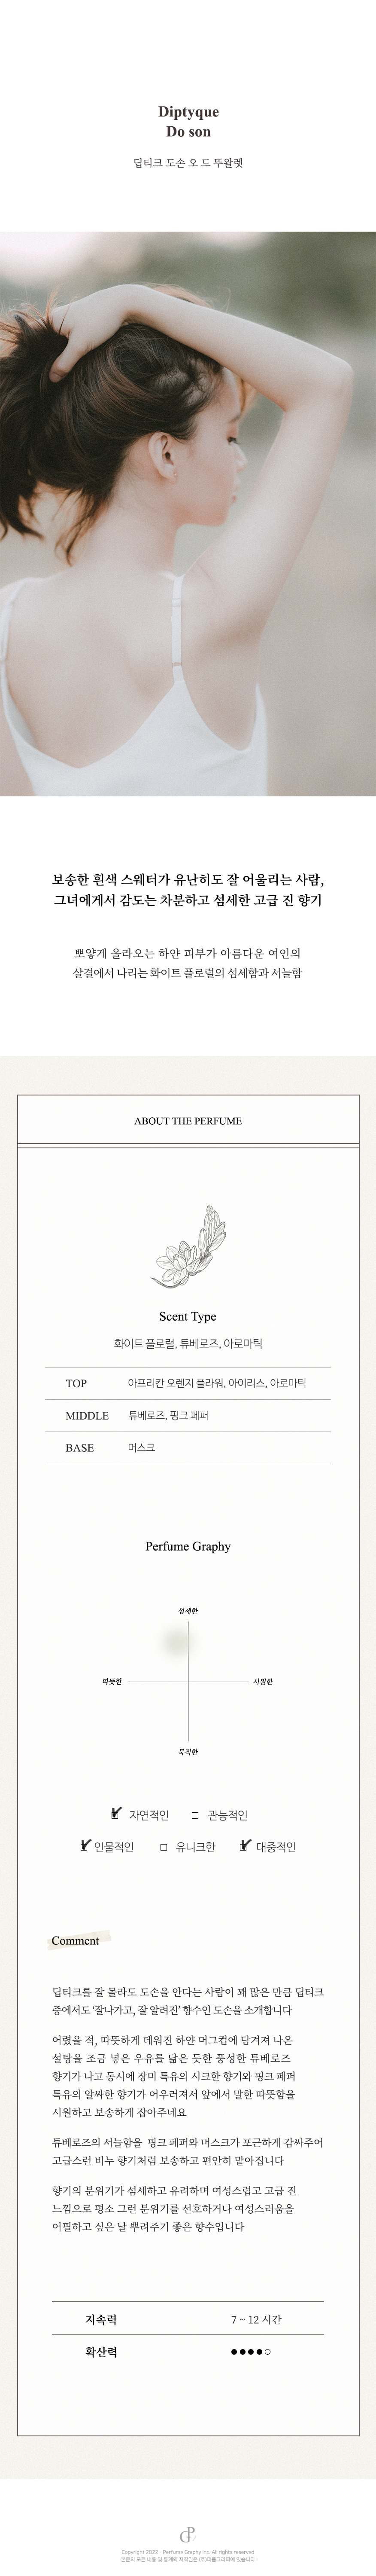 Diptyque
Do son
딥티크 도손 오 드 뚜왈렛
보송한 흰색 스웨터가 유난히도 잘 어울리는 사람,
그녀에게서 감도는 차분하고 섬세한 고급 진 향기
뽀얗게 올라오는 하얀 피부가 아름다운 여인의
살결에서 나리는 화이트 플로럴의 섬세함과 서늘함
ABOUT THE PERFUME
Scent Type
화이트 플로럴, 튜베로즈, 아로마틱
TOP 아프리칸 오렌지 플라워, 아이리스, 아로마틱
MIDDLE 튜베로즈, 핑크 페퍼
BASE 머스크
Perfume Graphy
섬세한
따뜻한 시원한
묵직한
자연적인 관능적인
인물적인 유니크한 대중적인
Comment
딥티크를 잘 몰라도 도손을 안다는 사람이 꽤 많은 만큼 딥티크
중에서도 ‘잘나가고, 잘 알려진’ 향수인 도손을 소개합니다
어렸을 적, 따뜻하게 데워진 하얀 머그컵에 담겨져 나온
설탕을 조금 넣은 우유를 닮은 듯한 풍성한 튜베로즈
향기가 나고 동시에 장미 특유의 시크한 향기와 핑크 페퍼
특유의 알싸한 향기가 어우러져서 앞에서 말한 따뜻함을
시원하고 보송하게 잡아주네요
튜베로즈의 서늘함을 핑크 페퍼와 머스크가 포근하게 감싸주어
고급스런 비누 향기처럼 보송하고 편안히 맡아집니다
향기의 분위기가 섬세하고 유려하며 여성스럽고 고급 진
느낌으로 평소 그런 분위기를 선호하거나 여성스러움을
어필하고 싶은 날 뿌려주기 좋은 향수입니다
지속력 7 ~ 12 시간
확산력
GP
Copyright 2022 - Perfume Graphy Inc. All rights reserved
본문의 모든 내용 및 통계의 저작권은 (주)퍼퓸그라피에 있습니다